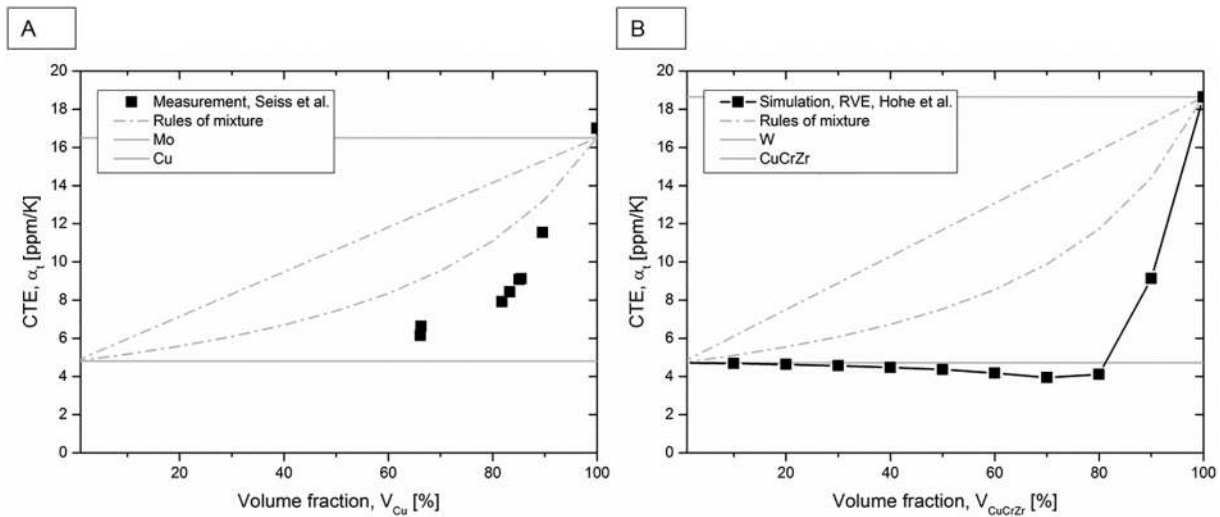 A
20
18
16
14
12
10
8
6
4
2
0
CTE, α_t [ppm/K]
Measurement, Seiss et al.
Rules of mixture
Mo
Cu
20 40 60 80 100
Volume fraction, V_Cu [%]
B
20
18
16
14
12
10
8
6
4
2
0
CTE, α_t [ppm/K]
Simulation, RVE, Hohe et al.
Rules of mixture
W
CuCrZr
20 40 60 80 100
Volume fraction, V_CuCrZr [%]